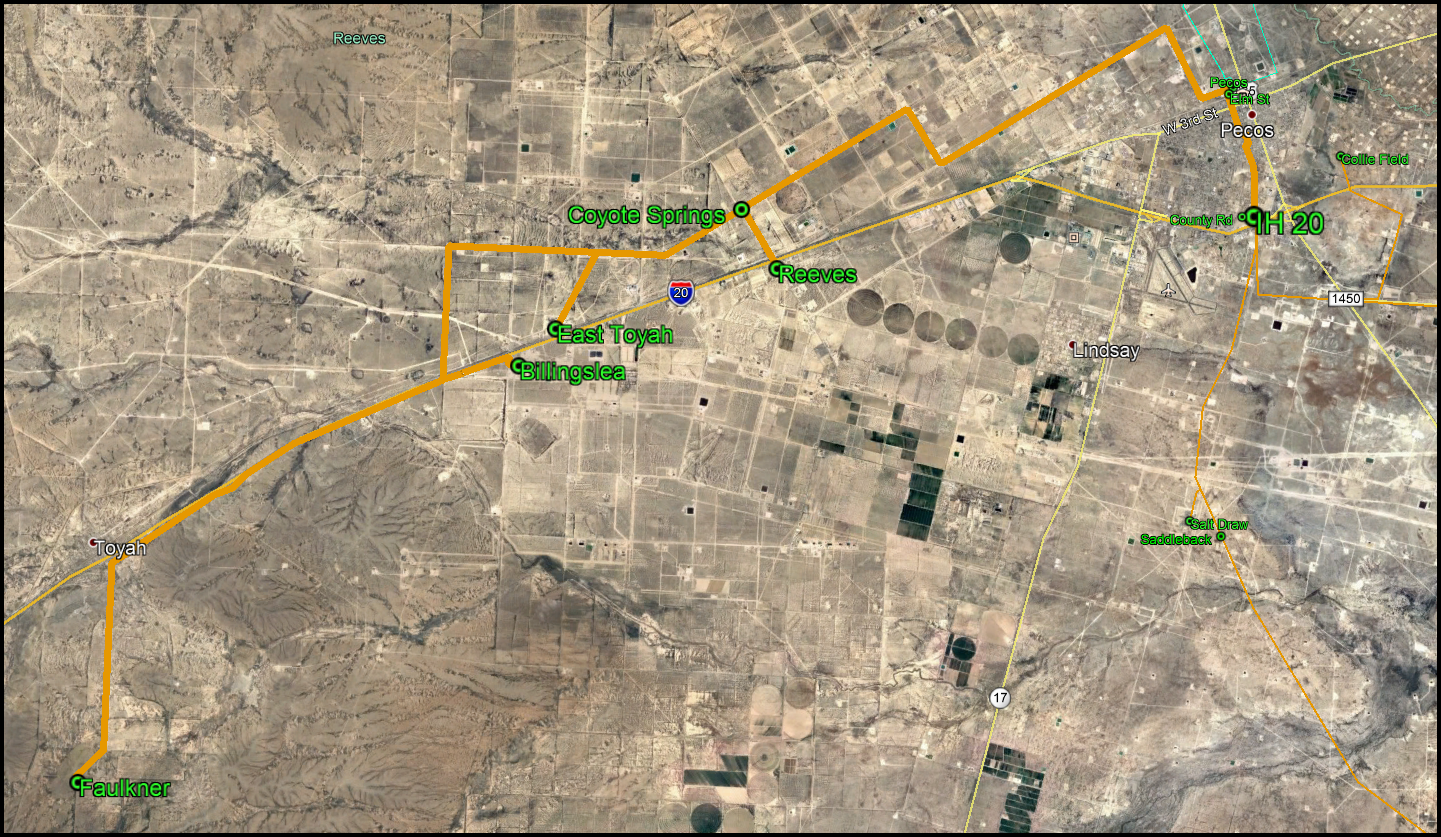 Reeves
Pecos
Elm St
W 3rd St
Pecos
Collie Field
Coyote Springs
County Rd
IH 20
Reeves
20
1450
East Toyah
Lindsay
Billingslea
Salt Draw
Saddleback
Toyah
17
Faulkner